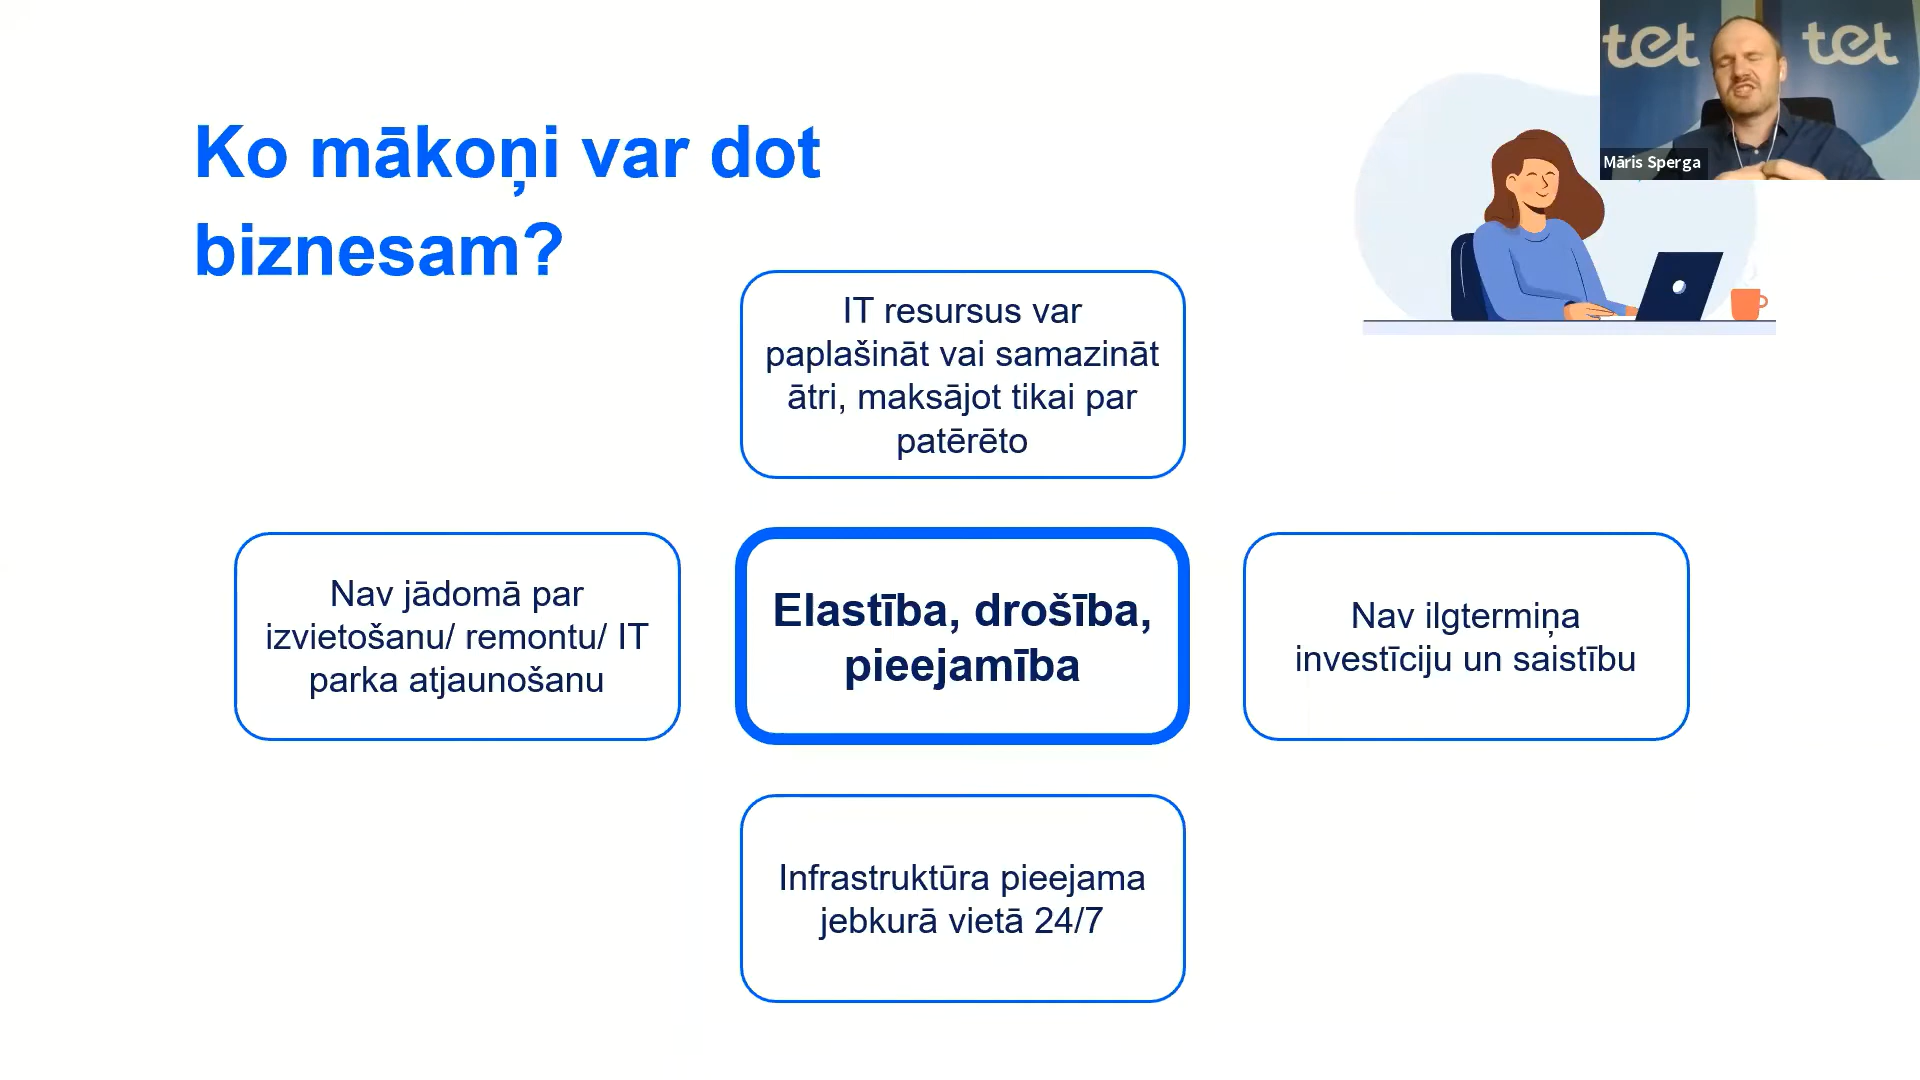 tet
tet
Māris Sperga
Ko mākoņi var dot
biznesam?
IT resursus var
paplašināt vai samazināt
ātri, maksājot tikai par
patērēto
Nav jādomā par
izvietošanu/ remontu/ IT
parka atjaunošanu
Elastība, drošība,
pieejamība
Nav ilgtermiņa
investīciju un saistību
Infrastruktūra pieejama
jebkurā vietā 24/7